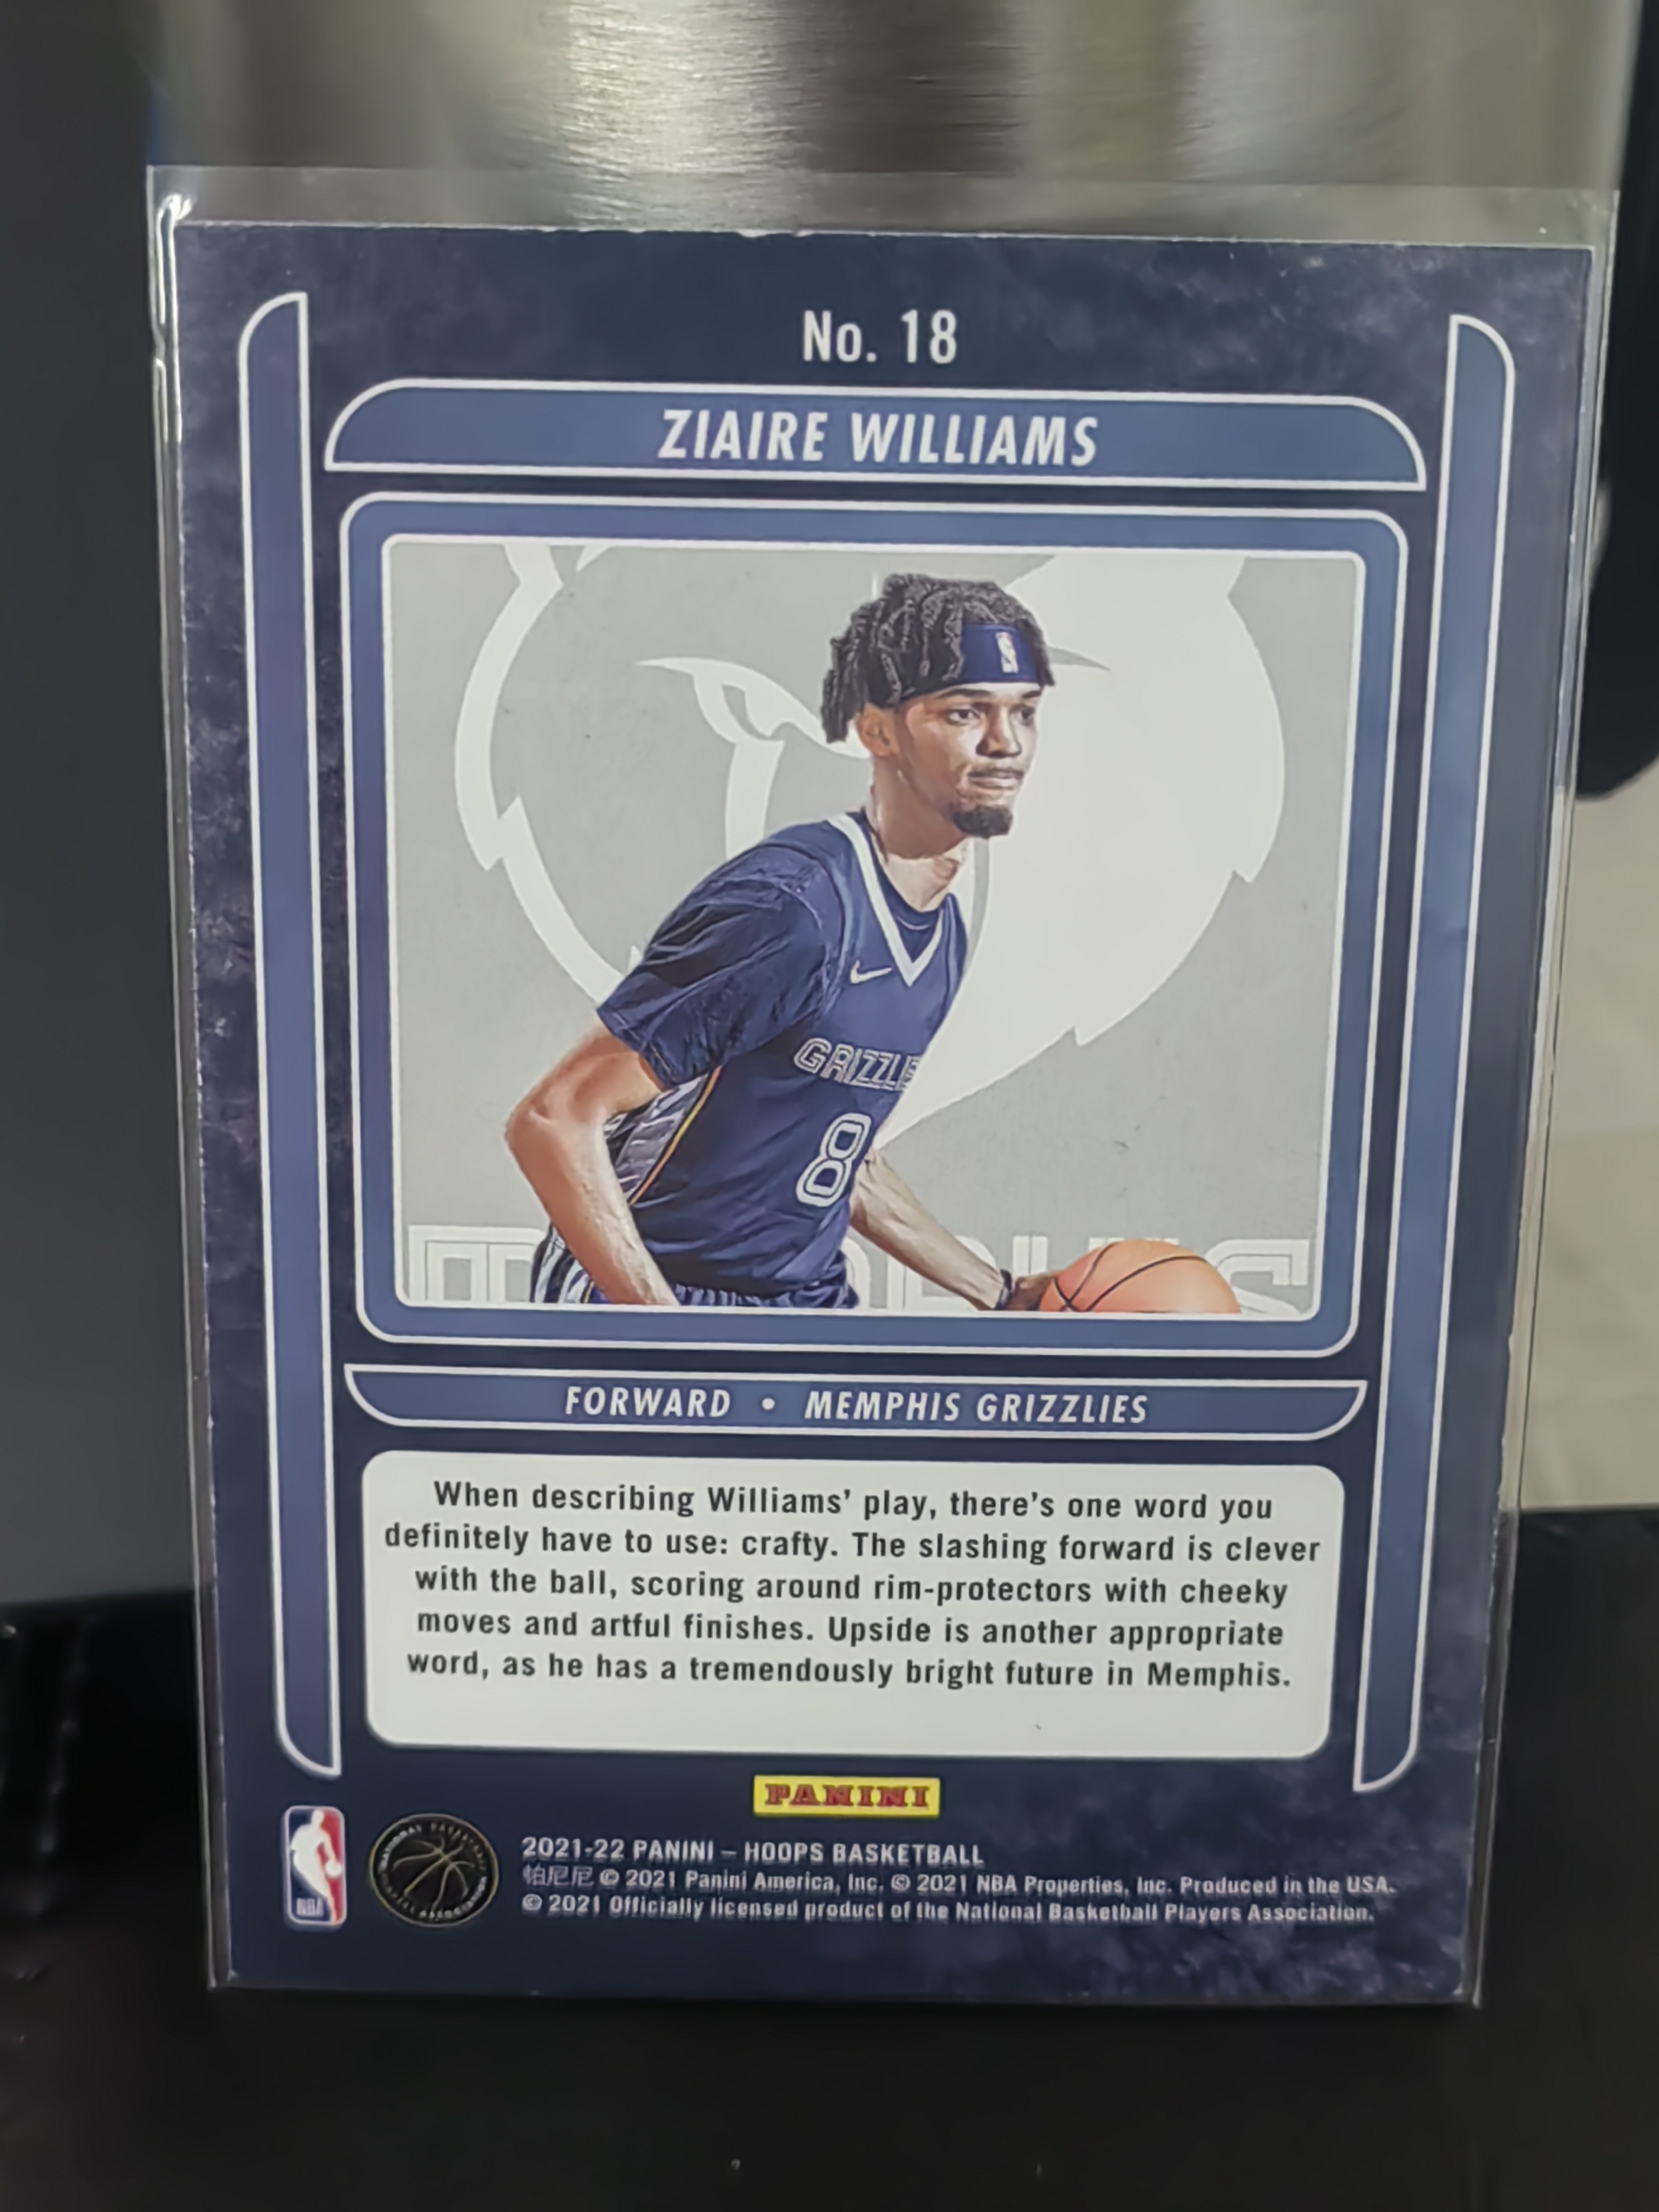 No. 18
ZIAIRE WILLIAMS
GRIZZLIE
8
FORWARD • MEMPHIS GRIZZLIES
When describing Williams' play, there's one word you
definitely have to use: crafty. The slashing forward is clever
with the ball, scoring around rim-protectors with cheeky
moves and artful finishes. Upside is another appropriate
word, as he has a tremendously bright future in Memphis.
PANINI
2021-22 PANINI – HOOPS BASKETBALL
帕尼尼 © 2021 Panini America, Inc. © 2021 NBA Properties, Inc. Produced in the USA.
© 2021 Officially licensed product of the National Basketball Players Association.
NBA